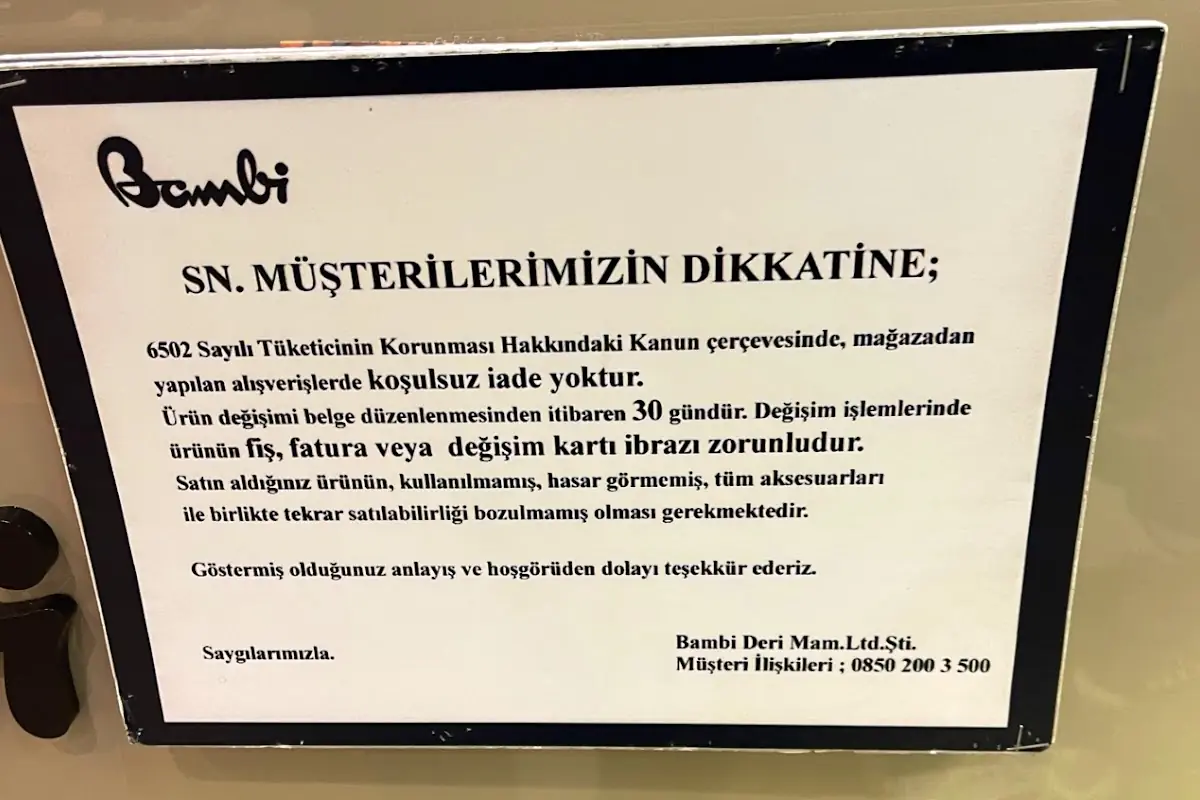 Bambi
SN. MÜŞTERİLERİMİZİN DİKKATİNE;
6502 Sayılı Tüketicinin Korunması Hakkındaki Kanun çerçevesinde, mağazadan
yapılan alışverişlerde koşulsuz iade yoktur.
Ürün değişimi belge düzenlenmesinden itibaren 30 gündür. Değişim işlemlerinde
ürünün fiş, fatura veya değişim kartı ibrazı zorunludur.
Satın aldığınız ürünün, kullanılmamış, hasar görmemiş, tüm aksesuarları
ile birlikte tekrar satılabilirliği bozulmamış olması gerekmektedir.
Göstermiş olduğunuz anlayış ve hoşgörüden dolayı teşekkür ederiz.
Saygılarımızla.
Bambi Deri Mam.Ltd.Şti.
Müşteri İlişkileri ; 0850 200 3 500